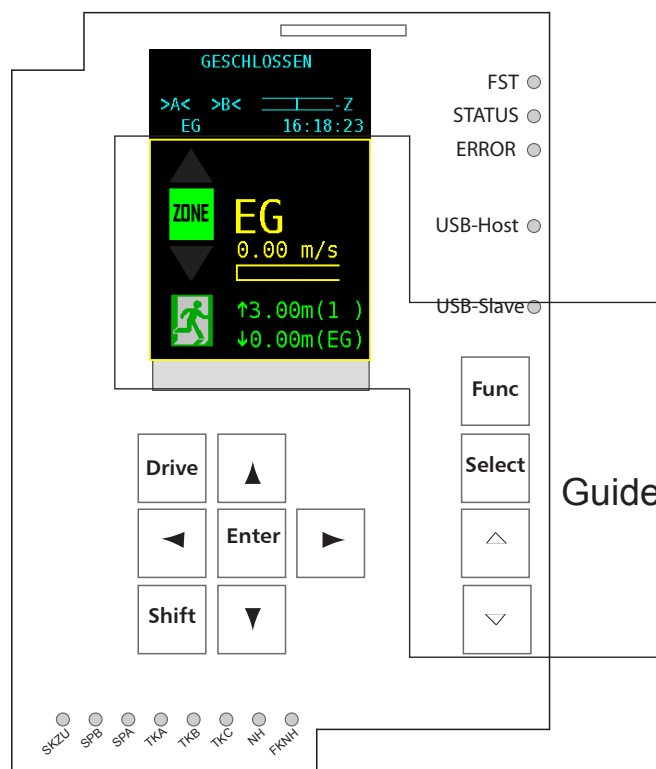 GESCHLOSSEN
>A< >B< -Z
EG 16:18:23
ZONE
EG
0.00 m/s
↑3.00m(1 )
↓0.00m(EG)
FST
STATUS
ERROR
USB-Host
USB-Slave
Func
Select
Drive
Enter
Shift
Guide
SKZU
SPB
SPA
TKA
TKB
TKC
NH
FKNH